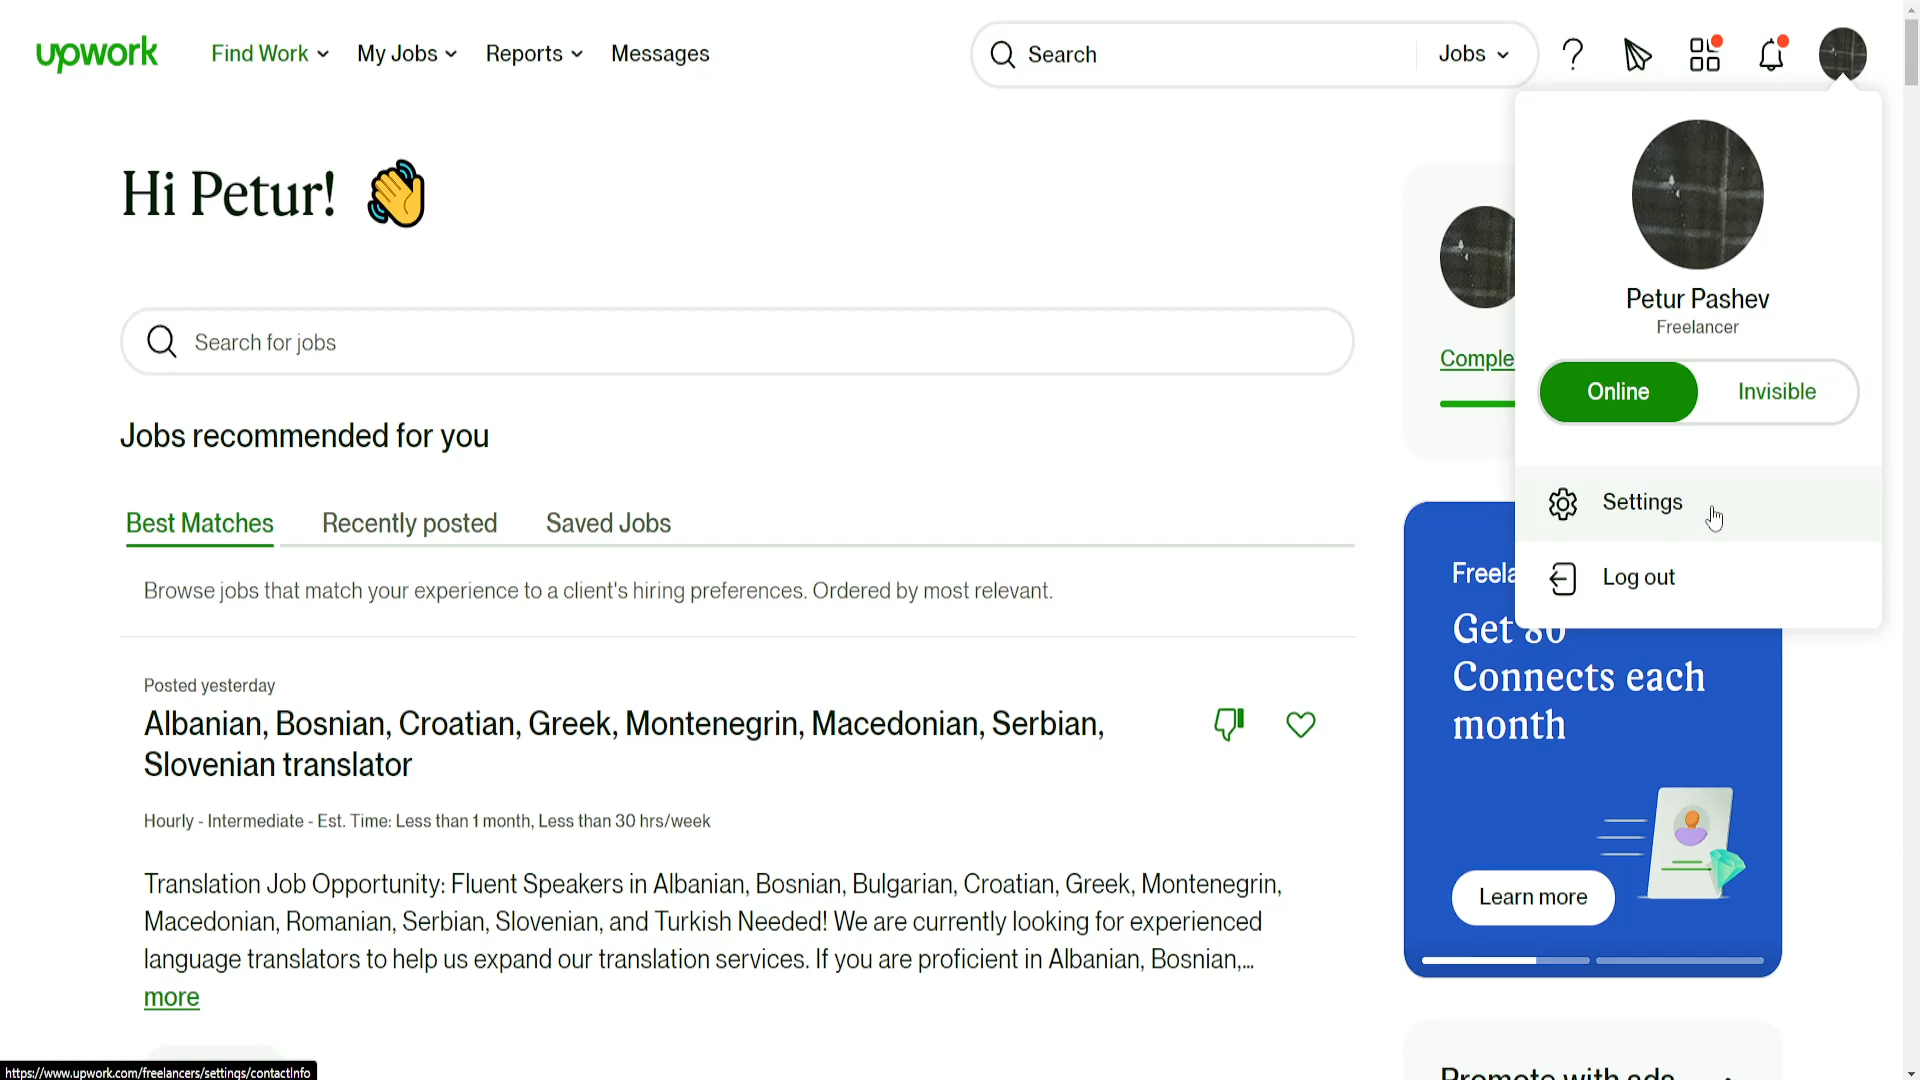 upwork
Find Work
My Jobs
Reports
Messages
Search
Jobs
Hi Petur!
Search for jobs
Jobs recommended for you
Best Matches
Recently posted
Saved Jobs
Browse jobs that match your experience to a client's hiring preferences. Ordered by most relevant.
Posted yesterday
Albanian, Bosnian, Croatian, Greek, Montenegrin, Macedonian, Serbian,
Slovenian translator
Hourly - Intermediate - Est. Time: Less than 1 month, Less than 30 hrs/week
Translation Job Opportunity: Fluent Speakers in Albanian, Bosnian, Bulgarian, Croatian, Greek, Montenegrin,
Macedonian, Romanian, Serbian, Slovenian, and Turkish Needed! We are currently looking for experienced
language translators to help us expand our translation services. If you are proficient in Albanian, Bosnian,...
more
Petur Pashev
Freelancer
Online
Invisible
Settings
Log out
Comple
Freela
Get 80
Connects each
month
Learn more
Promote with ads
https://www.upwork.com/freelancers/settings/contactInfo